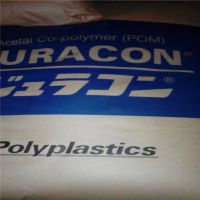 Acetal Co-polymer (POM)
URACON®
ジュラコン®
Polyplastics